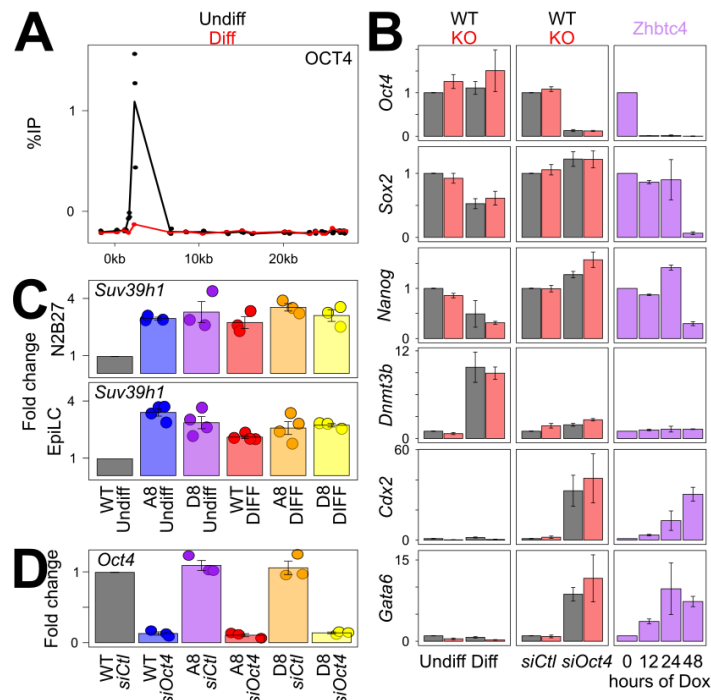 A
Undiff
Diff
OCT4
%IP
1
0
0kb 10kb 20kb
B
WT
KO
WT
KO
Zhbtc4
Oct4
1
0
Sox2
1
0
Nanog
1
0
Dnmt3b
12
0
Cdx2
60
0
Gata6
15
0
Undiff Diff
siCtl siOct4
0 12 24 48
hours of Dox
C
Suv39h1
4
1
Suv39h1
4
1
Fold change
EpiLC N2B27
WT Undiff
A8 Undiff
D8 Undiff
WT DIFF
A8 DIFF
D8 DIFF
D
Oct4
Fold change
1
0
WT siCtl
WT siOct4
A8 siCtl
A8 siOct4
D8 siCtl
D8 siOct4